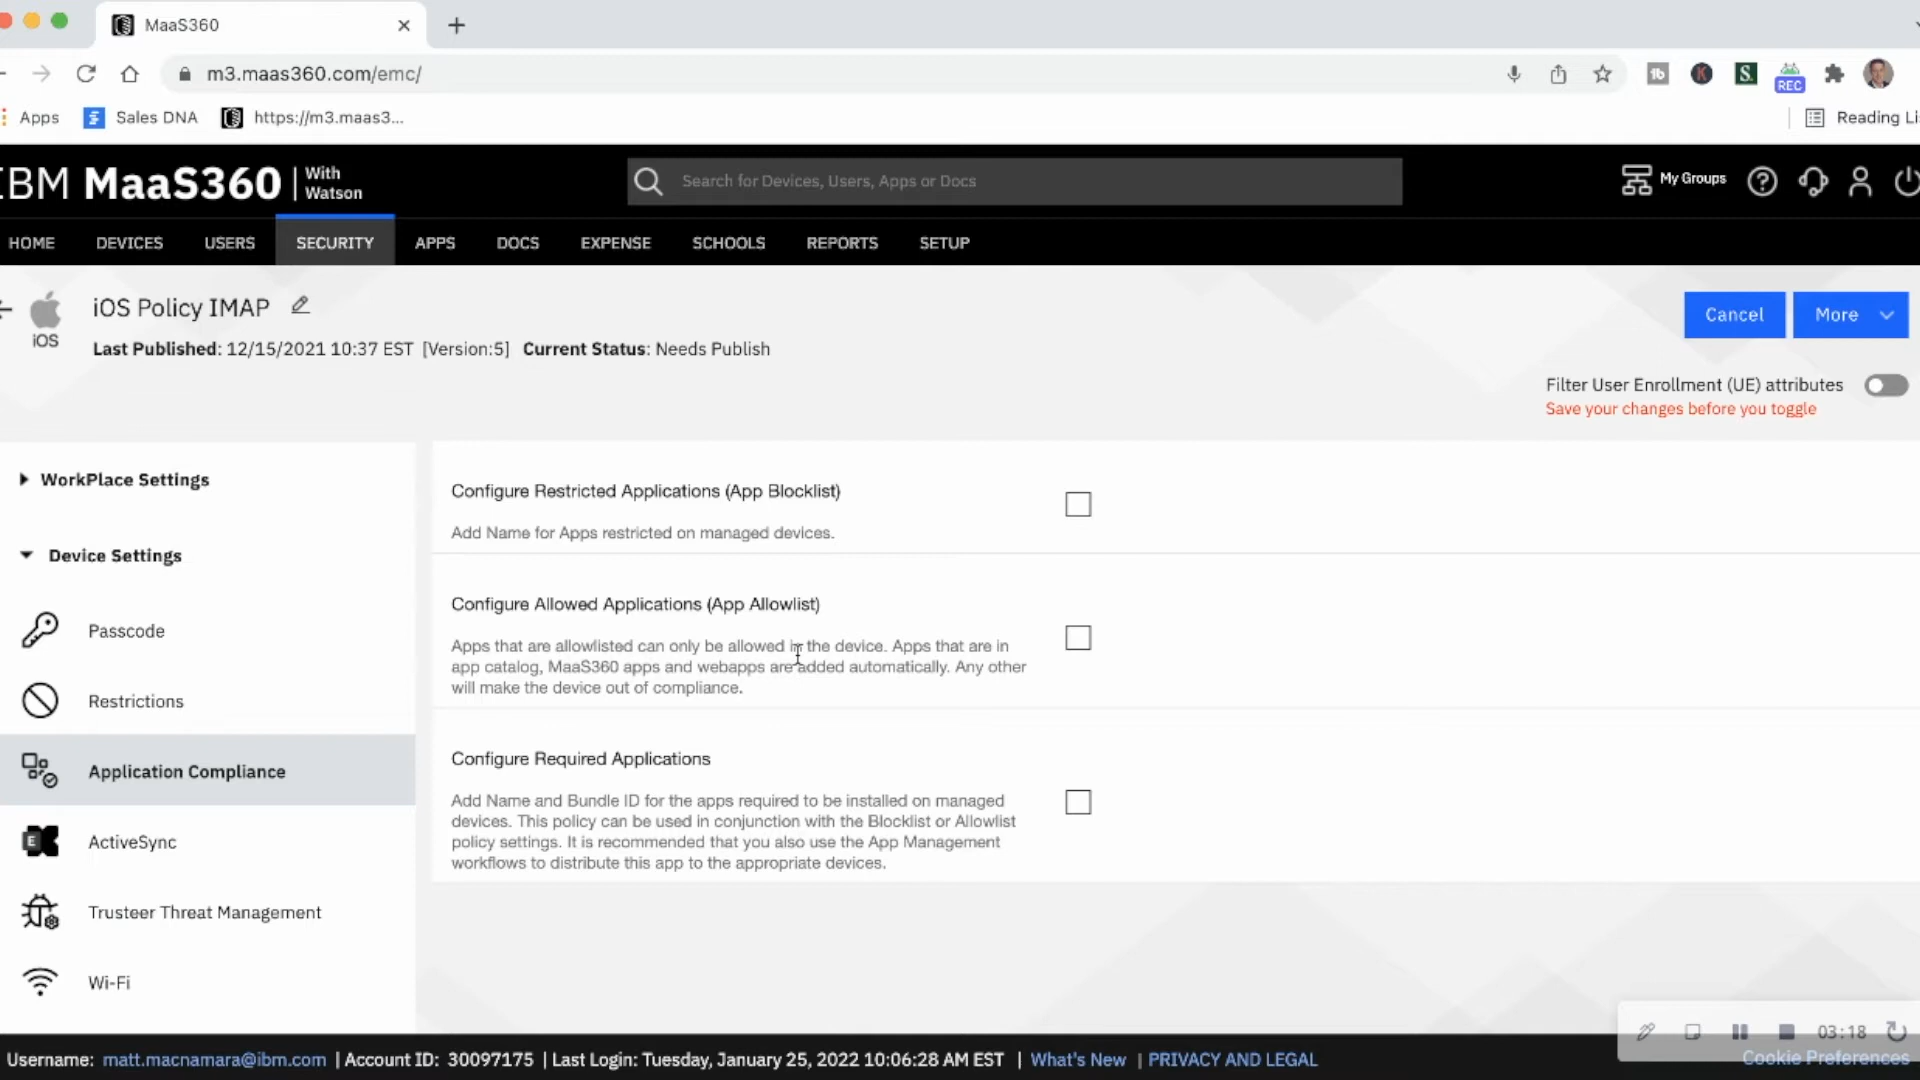 MaaS360
m3.maas360.com/emc/
REC
Apps
Sales DNA
https://m3.maas3...
Reading Li
IBM MaaS360 | With Watson
Search for Devices, Users, Apps or Docs
My Groups
HOME DEVICES USERS SECURITY APPS DOCS EXPENSE SCHOOLS REPORTS SETUP
iOS
iOS Policy IMAP
Last Published: 12/15/2021 10:37 EST [Version:5] Current Status: Needs Publish
Cancel
More
Filter User Enrollment (UE) attributes
Save your changes before you toggle
WorkPlace Settings
Device Settings
Passcode
Restrictions
Application Compliance
ActiveSync
Trusteer Threat Management
Wi-Fi
Configure Restricted Applications (App Blocklist)
Add Name for Apps restricted on managed devices.
Configure Allowed Applications (App Allowlist)
Apps that are allowlisted can only be allowed in the device. Apps that are in
app catalog, MaaS360 apps and webapps are added automatically. Any other
will make the device out of compliance.
Configure Required Applications
Add Name and Bundle ID for the apps required to be installed on managed
devices. This policy can be used in conjunction with the Blocklist or Allowlist
policy settings. It is recommended that you also use the App Management
workflows to distribute this app to the appropriate devices.
03:18
Username: matt.macnamara@ibm.com | Account ID: 30097175 | Last Login: Tuesday, January 25, 2022 10:06:28 AM EST | What's New | PRIVACY AND LEGAL
Cookie Preferences